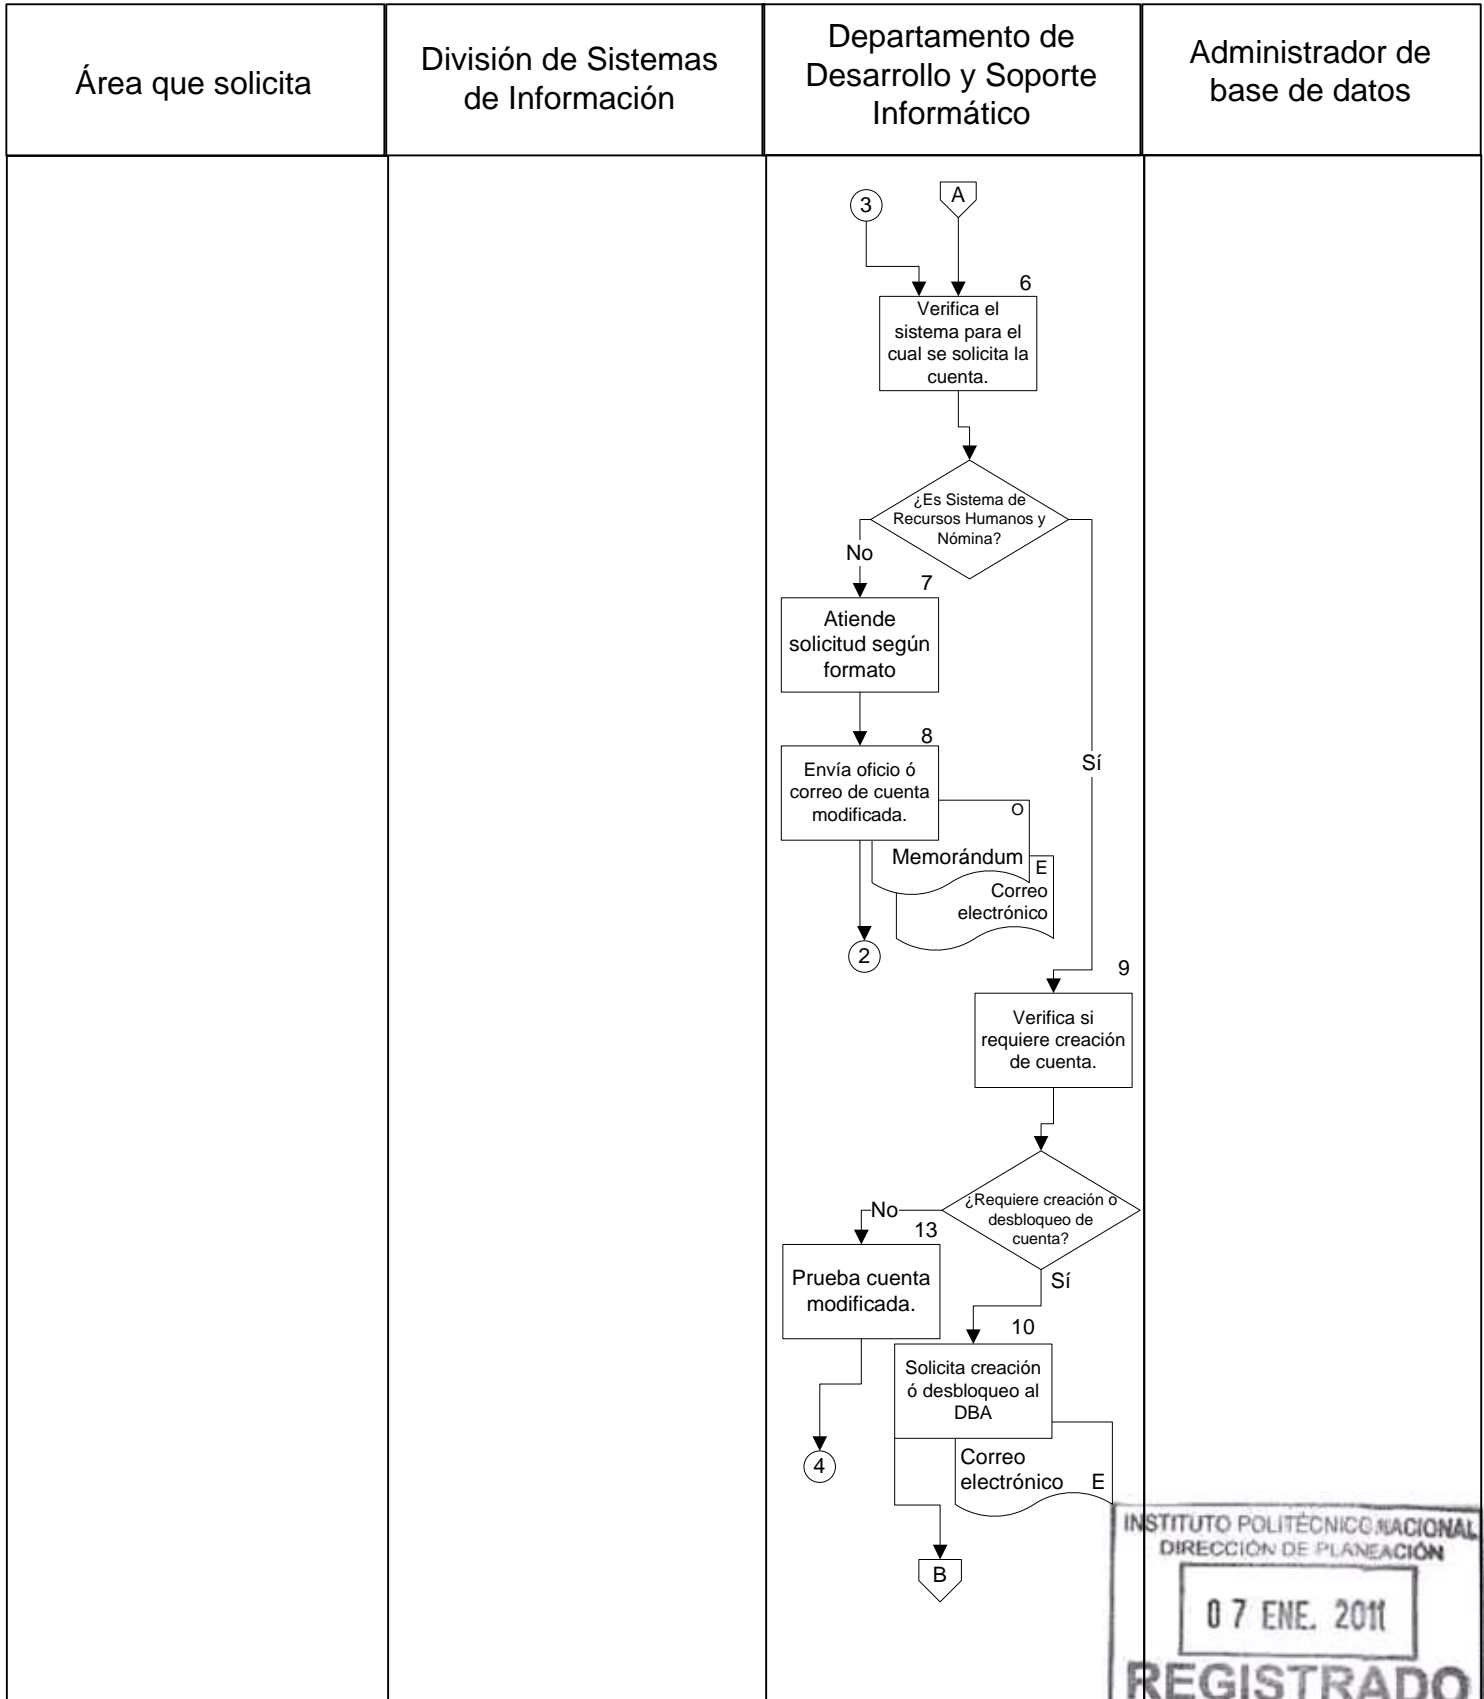 Área que solicita
División de Sistemas
de Información
Departamento de
Desarrollo y Soporte
Informático
Administrador de
base de datos
3
A
6
Verifica el
sistema para el
cual se solicita la
cuenta.
¿Es Sistema de
Recursos Humanos y
Nómina?
No
Sí
7
Atiende
solicitud según
formato
8
Envía oficio ó
correo de cuenta
modificada.
O
Memorándum
E
Correo
electrónico
2
9
Verifica si
requiere creación
de cuenta.
¿Requiere creación o
desbloqueo de
cuenta?
No
Sí
13
Prueba cuenta
modificada.
4
10
Solicita creación
ó desbloqueo al
DBA
Correo
electrónico E
B
INSTITUTO POLITÉCNICO NACIONAL
DIRECCIÓN DE PLANEACIÓN
07 ENE. 2011
REGISTRADO